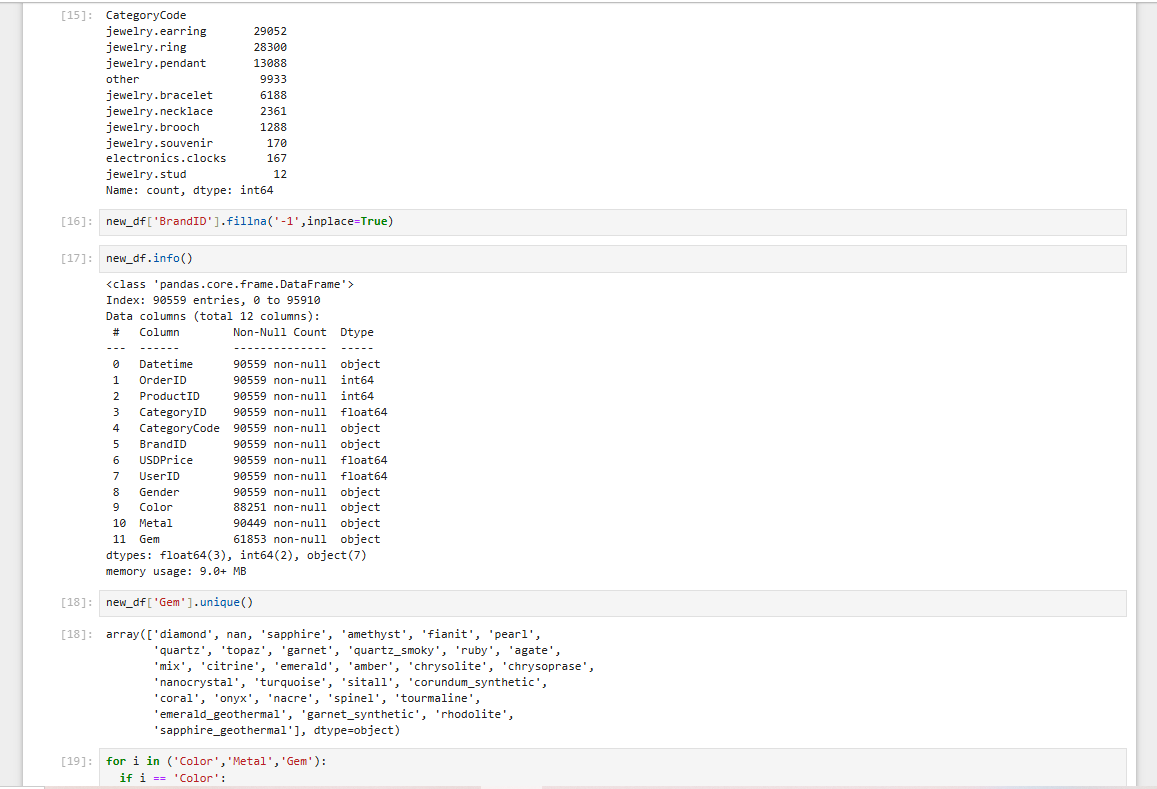 [15]: CategoryCode
jewelry.earring 29052
jewelry.ring 28300
jewelry.pendant 13088
other 9933
jewelry.bracelet 6188
jewelry.necklace 2361
jewelry.brooch 1288
jewelry.souvenir 170
electronics.clocks 167
jewelry.stud 12
Name: count, dtype: int64
[16]: new_df['BrandID'].fillna('-1',inplace=True)
[17]: new_df.info()
<class 'pandas.core.frame.DataFrame'>
Index: 90559 entries, 0 to 95910
Data columns (total 12 columns):
# Column Non-Null Count Dtype
--- ------ -------------- -----
0 Datetime 90559 non-null object
1 OrderID 90559 non-null int64
2 ProductID 90559 non-null int64
3 CategoryID 90559 non-null float64
4 CategoryCode 90559 non-null object
5 BrandID 90559 non-null object
6 USDPrice 90559 non-null float64
7 UserID 90559 non-null float64
8 Gender 90559 non-null object
9 Color 88251 non-null object
10 Metal 90449 non-null object
11 Gem 61853 non-null object
dtypes: float64(3), int64(2), object(7)
memory usage: 9.0+ MB
[18]: new_df['Gem'].unique()
[18]: array(['diamond', nan, 'sapphire', 'amethyst', 'fianit', 'pearl',
'quartz', 'topaz', 'garnet', 'quartz_smoky', 'ruby', 'agate',
'mix', 'citrine', 'emerald', 'amber', 'chrysolite', 'chrysoprase',
'nanocrystal', 'turquoise', 'sitall', 'corundum_synthetic',
'coral', 'onyx', 'nacre', 'spinel', 'tourmaline',
'emerald_geothermal', 'garnet_synthetic', 'rhodolite',
'sapphire_geothermal'], dtype=object)
[19]: for i in ('Color','Metal','Gem'):
if i == 'Color':